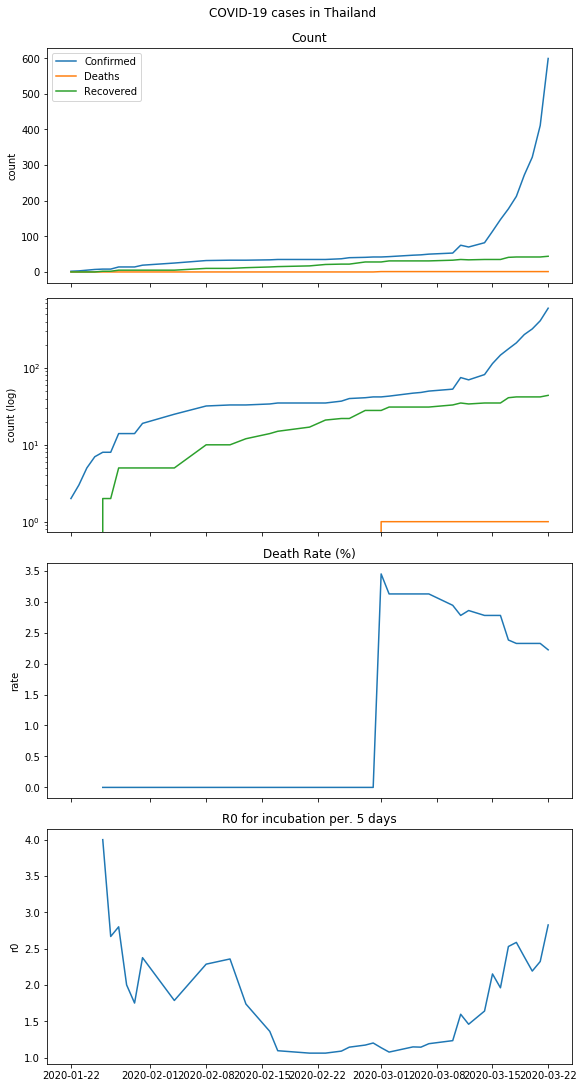 COVID-19 cases in Thailand
Count
600
500
400
300
200
100
0
count
Confirmed
Deaths
Recovered
10²
10¹
10⁰
count (log)
Death Rate (%)
3.5
3.0
2.5
2.0
1.5
1.0
0.5
0.0
rate
R0 for incubation per. 5 days
4.0
3.5
3.0
2.5
2.0
1.5
1.0
r0
2020-01-22 2020-02-01 2020-02-08 2020-02-15 2020-02-22 2020-03-01 2020-03-08 2020-03-15 2020-03-22